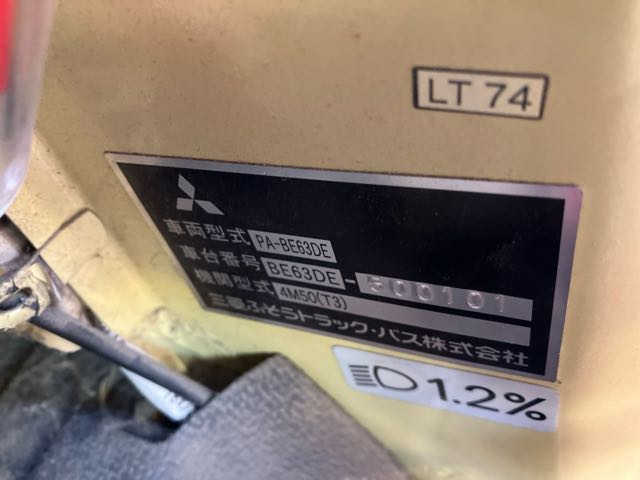 LT 74
車両型式 PA-BE63DE
車台番号 BE63DE-500101
機関型式 4M50(T3)
三菱ふそうトラック・バス株式会社
1.2%